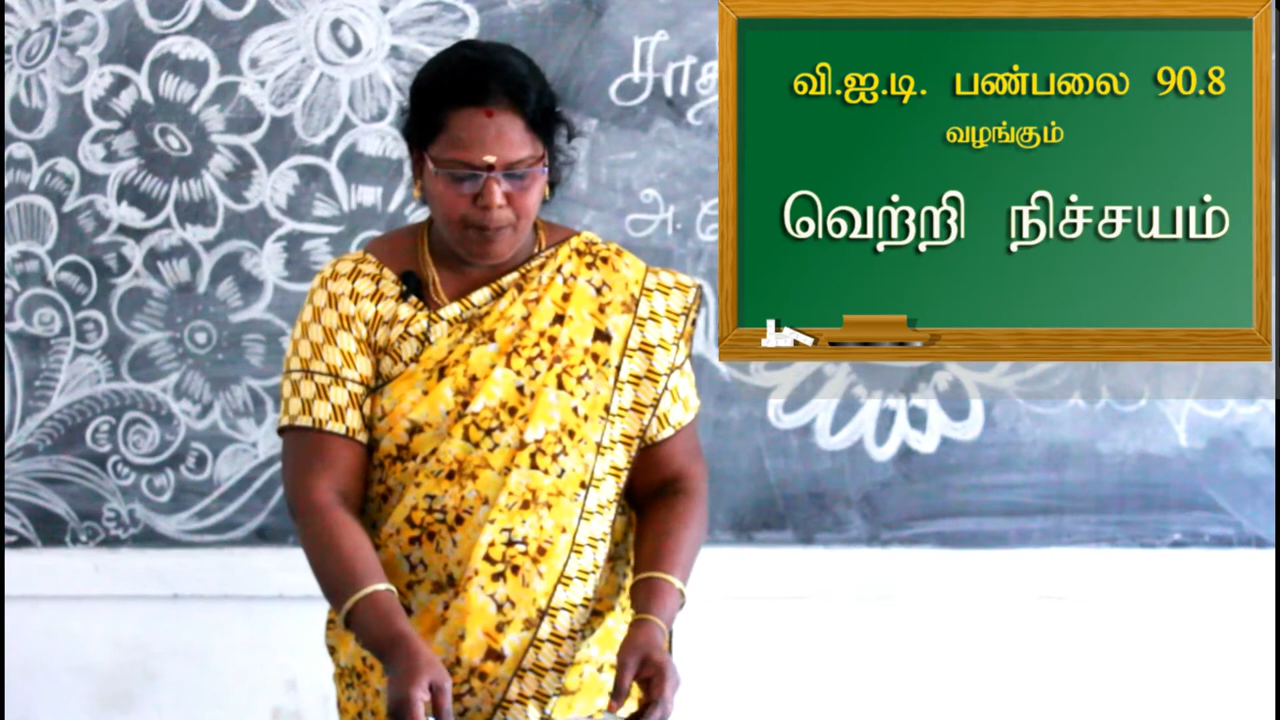 வி.ஐ.டி. பண்பலை 90.8
வழங்கும்
வெற்றி நிச்சயம்